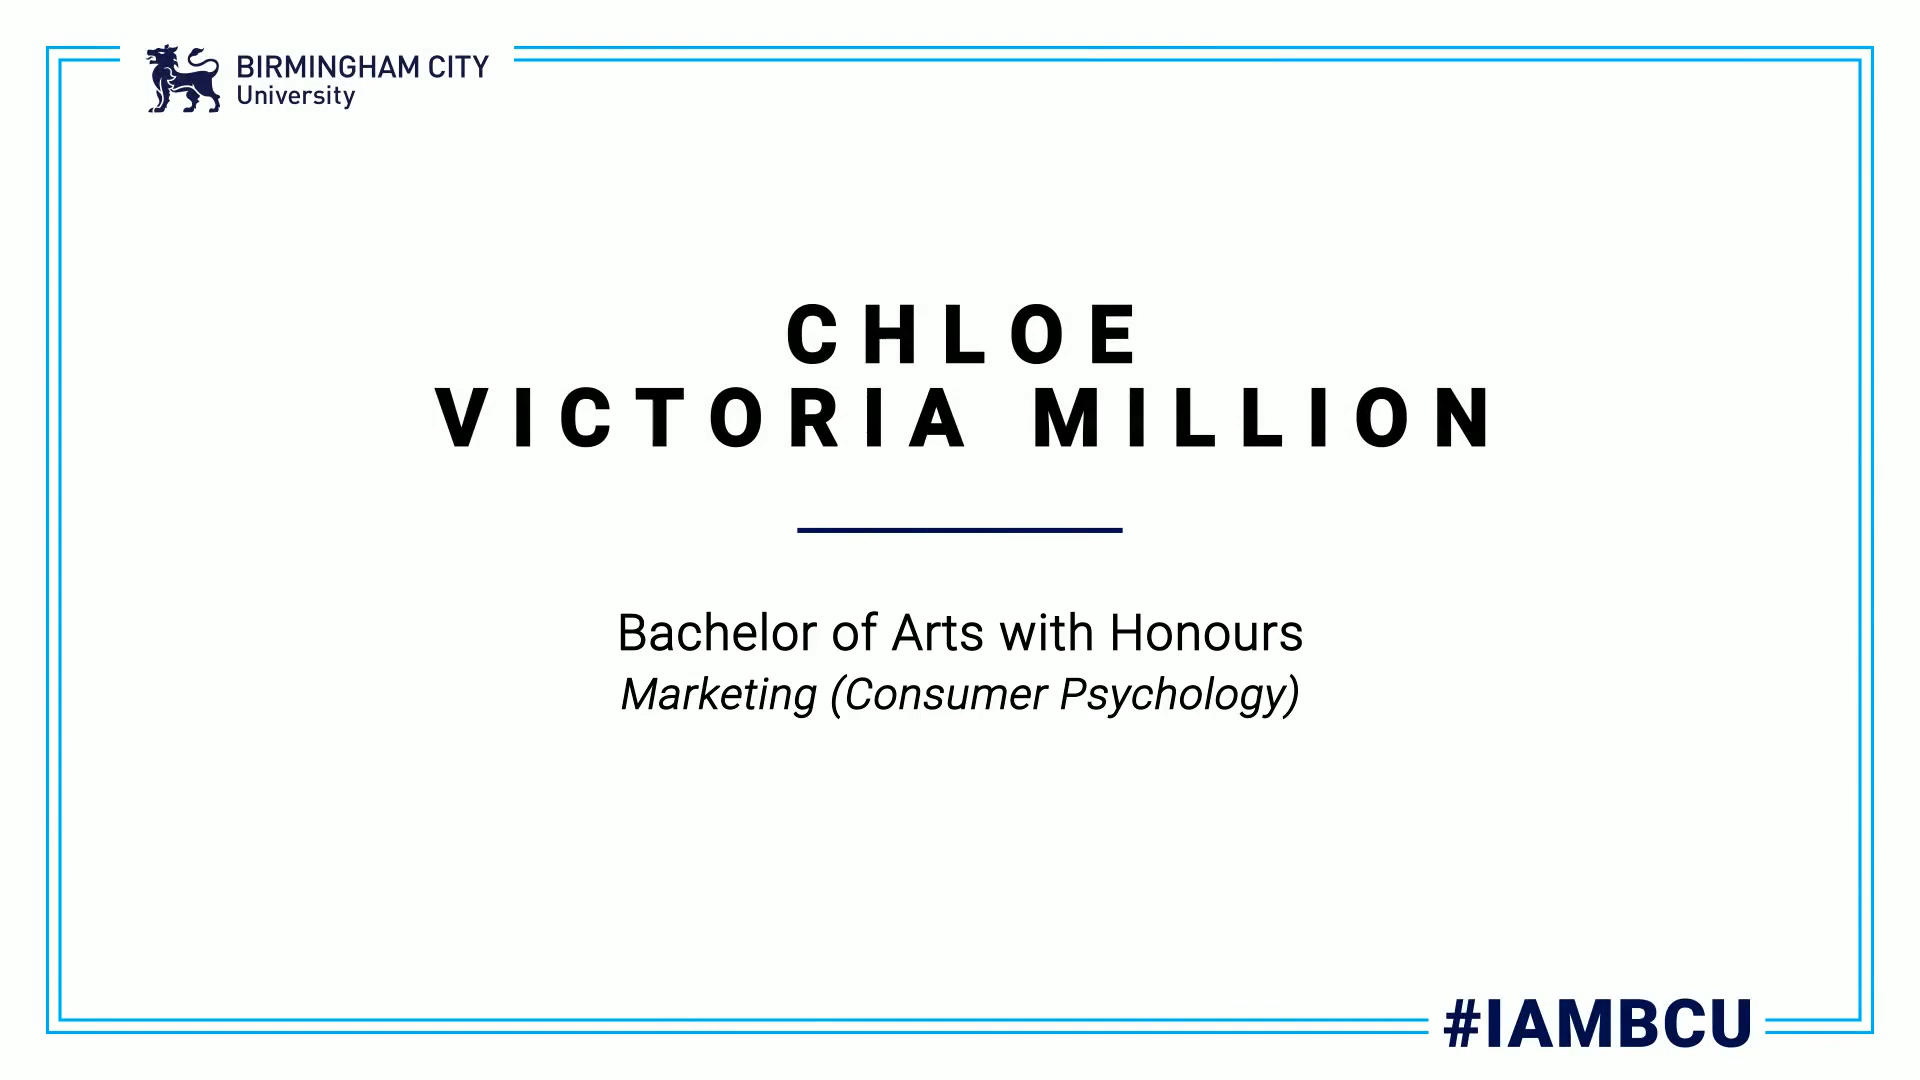 BIRMINGHAM CITY
University
CHLOE
VICTORIA MILLION
Bachelor of Arts with Honours
Marketing (Consumer Psychology)
#IAMBCU